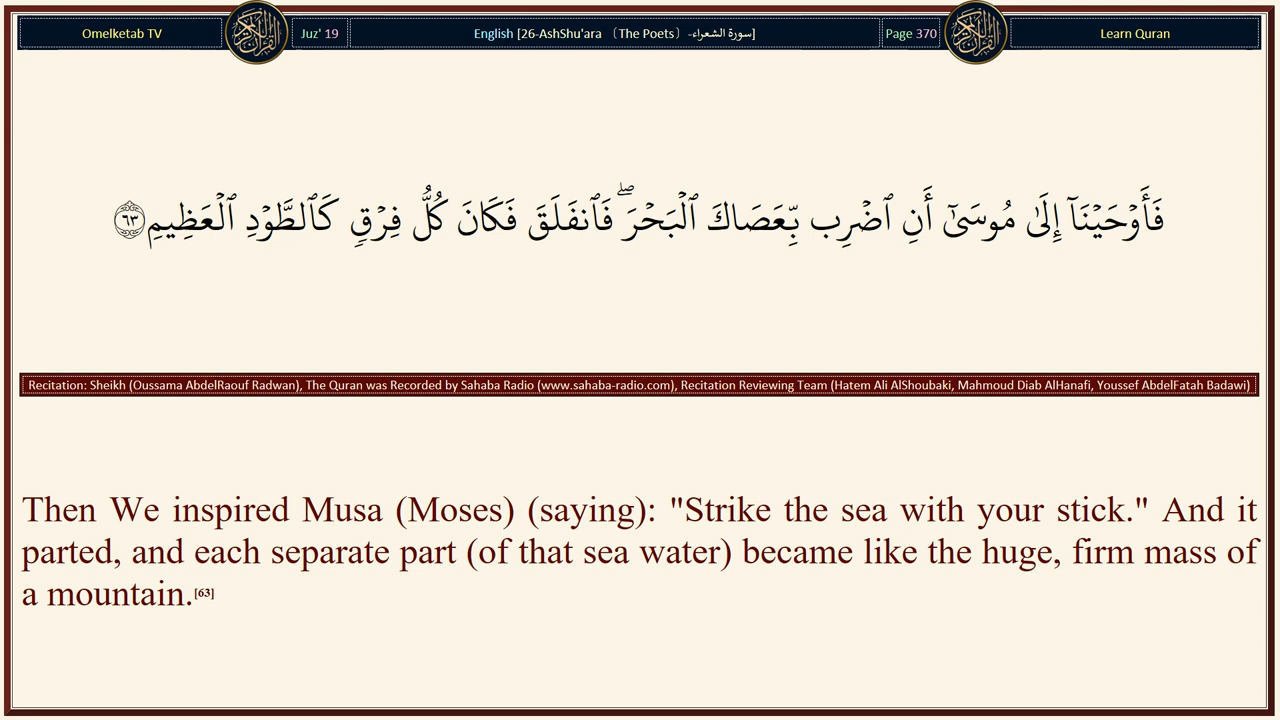 Omelketab TV
Juz' 19
English [26-AshShu'ara （The Poets）-سورة الشعراء]
Page 370
Learn Quran
فَأَوۡحَيۡنَآ إِلَىٰ مُوسَىٰٓ أَنِ ٱضۡرِب بِّعَصَاكَ ٱلۡبَحۡرَۖ فَٱنفَلَقَ فَكَانَ كُلُّ فِرۡقٖ كَٱلطَّوۡدِ ٱلۡعَظِيمِ ٦٣
Recitation: Sheikh (Oussama AbdelRaouf Radwan), The Quran was Recorded by Sahaba Radio (www.sahaba-radio.com), Recitation Reviewing Team (Hatem Ali AlShoubaki, Mahmoud Diab AlHanafi, Youssef AbdelFatah Badawi)
Then We inspired Musa (Moses) (saying): "Strike the sea with your stick." And it
parted, and each separate part (of that sea water) became like the huge, firm mass of
a mountain.[63]